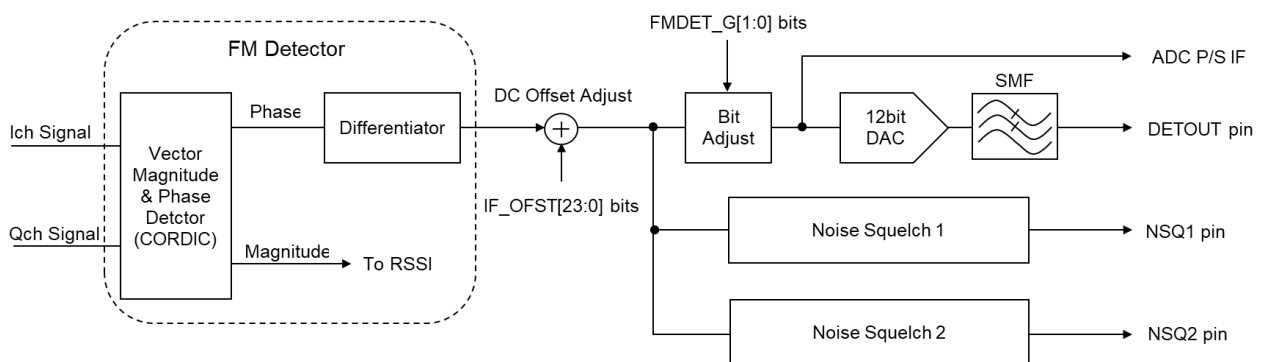 FMDET_G[1:0] bits
FM Detector
ADC P/S IF
SMF
Phase
DC Offset Adjust
Ich Signal
Differentiator
Bit
Adjust
12bit
DAC
DETOUT pin
Vector
Magnitude
& Phase
Detctor
(CORDIC)
IF_OFST[23:0] bits
Qch Signal
Noise Squelch 1
NSQ1 pin
Magnitude
To RSSI
Noise Squelch 2
NSQ2 pin